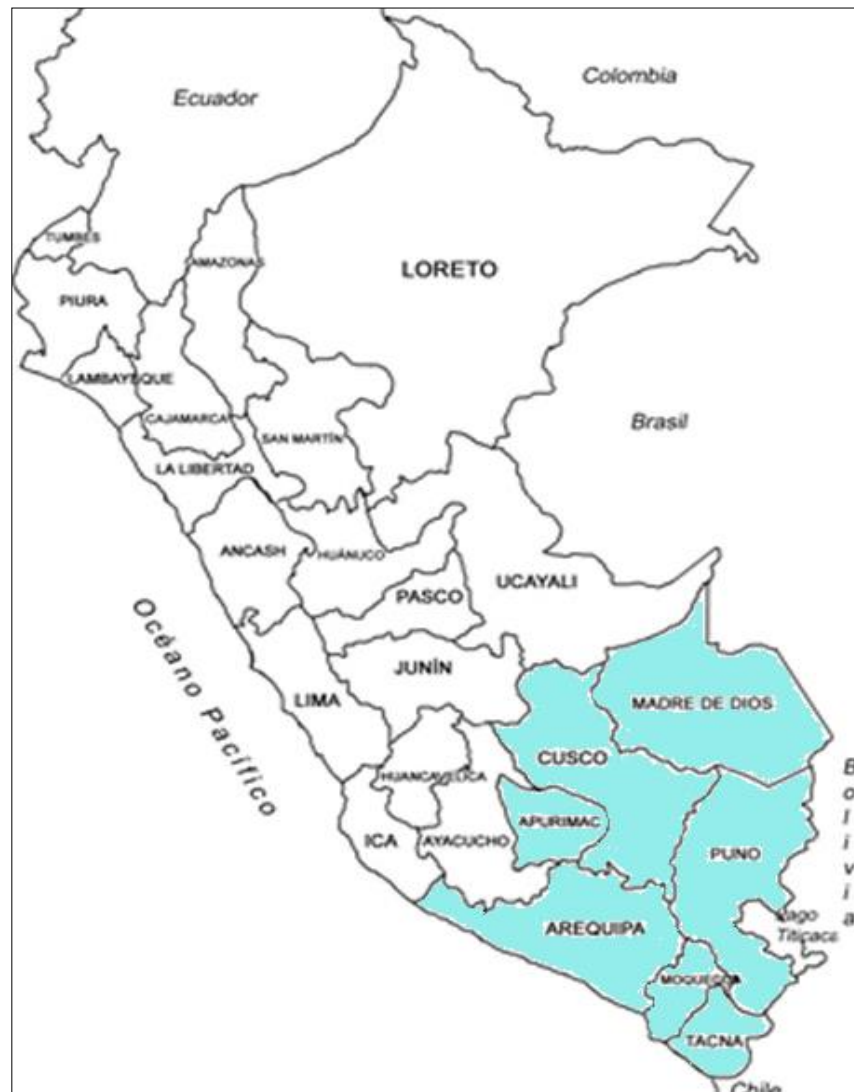 Colombia
Ecuador
TUMBES
AMAZONAS
LORETO
PIURA
LAMBAYEQUE
CAJAMARCA
SAN MARTÍN
Brasil
LA LIBERTAD
ANCASH
HUÁNUCO
UCAYALI
PASCO
Océano Pacífico
JUNÍN
LIMA
MADRE DE DIOS
CUSCO
HUANCAVELICA
Bolivia
APURIMAC
ICA
AYACUCHO
PUNO
Lago
Titicaca
AREQUIPA
MOQUEGUA
TACNA
Chile